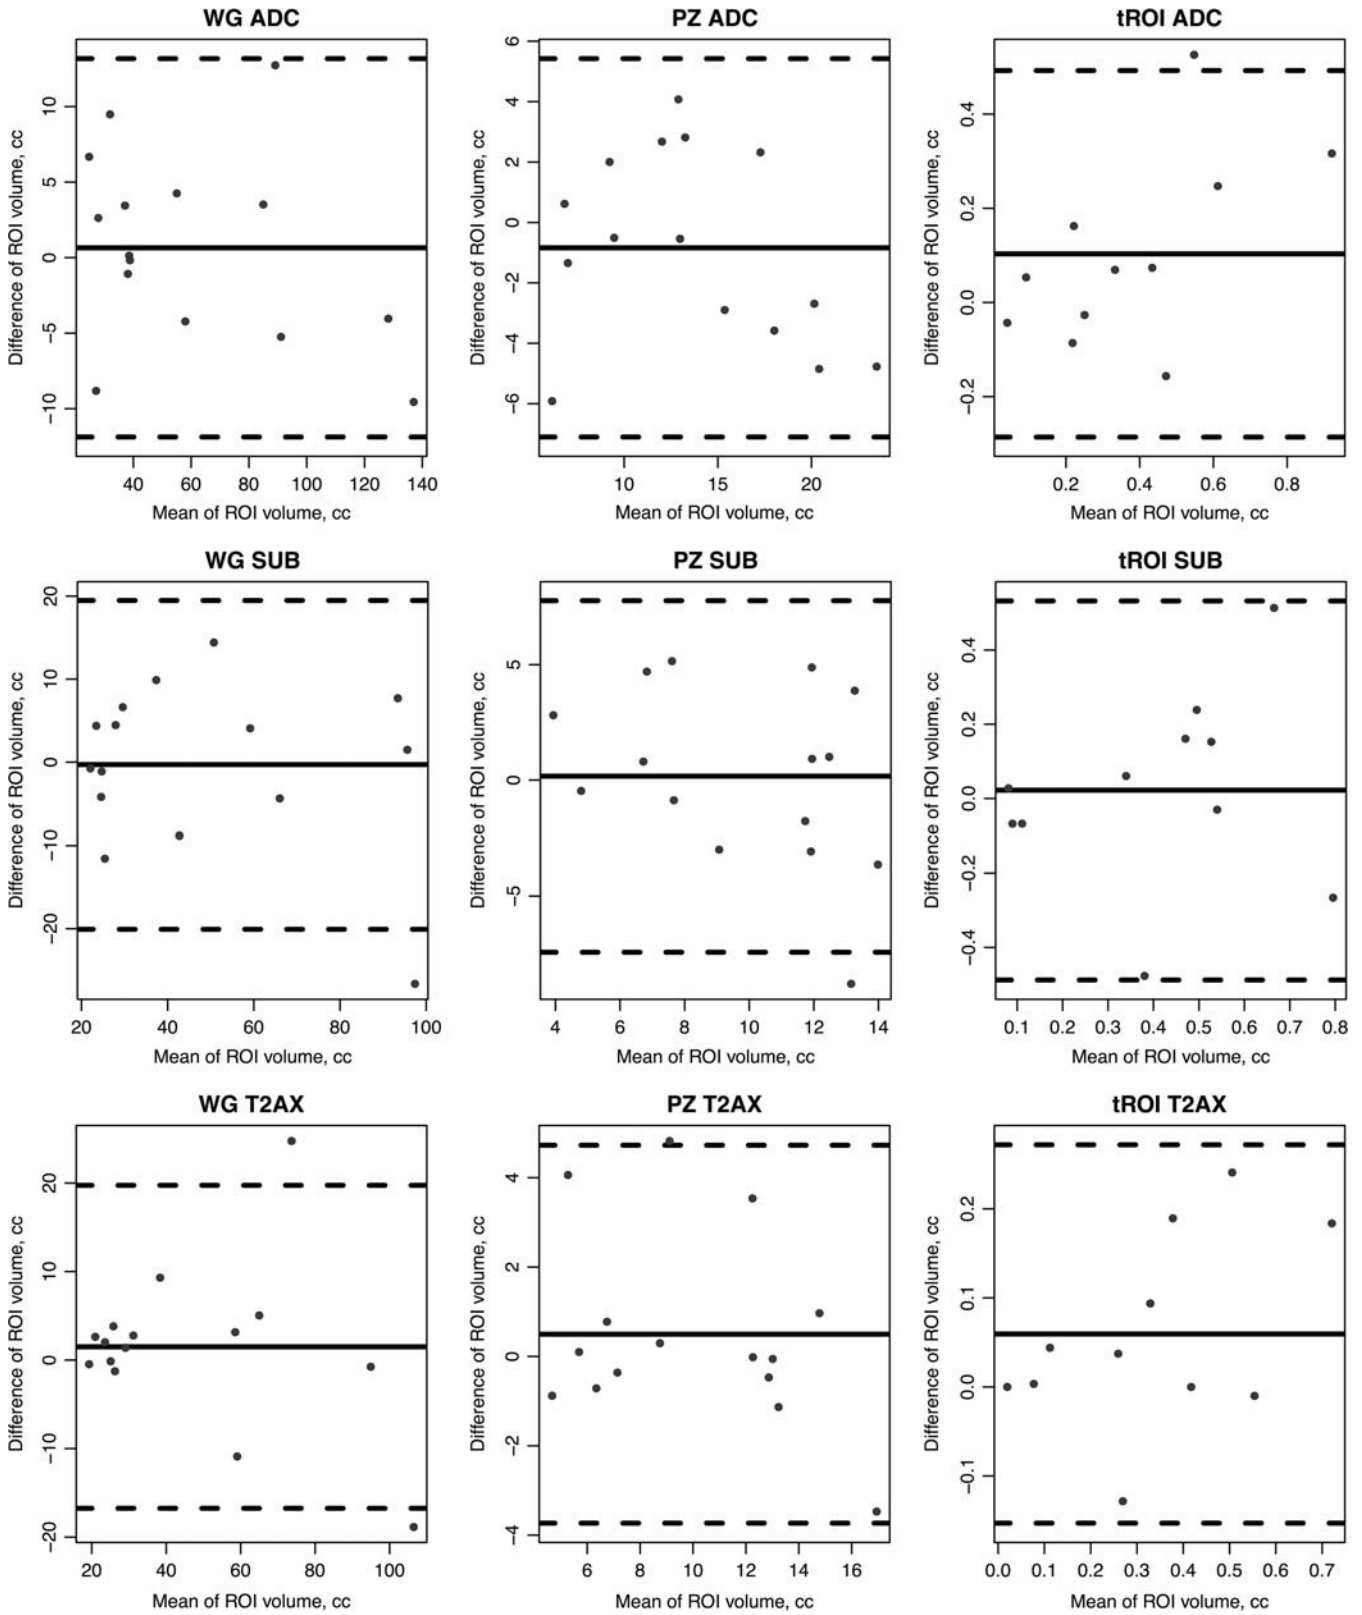 WG ADC
Difference of ROI volume, cc
10
5
0
−5
−10
40 60 80 100 120 140
Mean of ROI volume, cc
PZ ADC
Difference of ROI volume, cc
6
4
2
0
−2
−4
−6
10 15 20
Mean of ROI volume, cc
tROI ADC
Difference of ROI volume, cc
0.4
0.2
0.0
−0.2
0.2 0.4 0.6 0.8
Mean of ROI volume, cc
WG SUB
Difference of ROI volume, cc
20
10
0
−10
−20
20 40 60 80 100
Mean of ROI volume, cc
PZ SUB
Difference of ROI volume, cc
5
0
−5
4 6 8 10 12 14
Mean of ROI volume, cc
tROI SUB
Difference of ROI volume, cc
0.4
0.2
0.0
−0.2
−0.4
0.1 0.2 0.3 0.4 0.5 0.6 0.7 0.8
Mean of ROI volume, cc
WG T2AX
Difference of ROI volume, cc
20
10
0
−10
−20
20 40 60 80 100
Mean of ROI volume, cc
PZ T2AX
Difference of ROI volume, cc
4
2
0
−2
−4
6 8 10 12 14 16
Mean of ROI volume, cc
tROI T2AX
Difference of ROI volume, cc
0.2
0.1
0.0
−0.1
0.0 0.1 0.2 0.3 0.4 0.5 0.6 0.7
Mean of ROI volume, cc